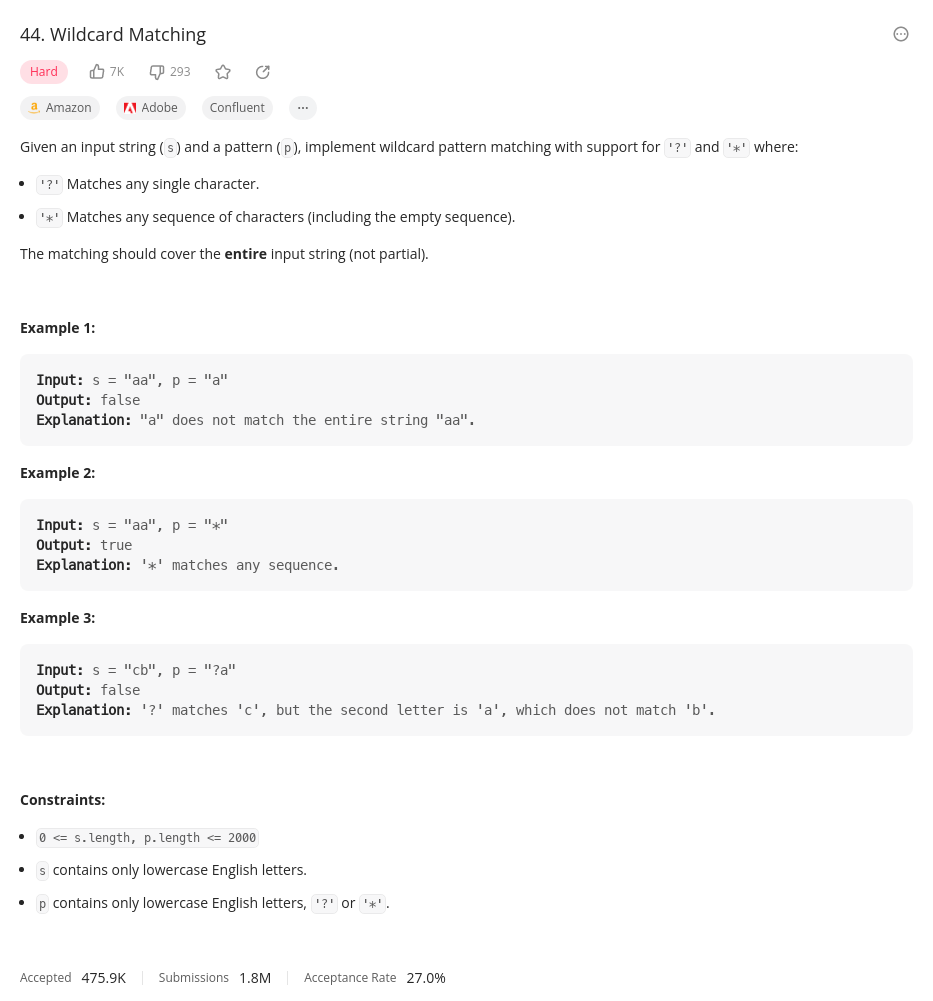 44. Wildcard Matching
Hard 7K 293
Amazon Adobe Confluent ...
Given an input string (s) and a pattern (p), implement wildcard pattern matching with support for '?' and '*' where:
• '?' Matches any single character.
• '*' Matches any sequence of characters (including the empty sequence).
The matching should cover the entire input string (not partial).
Example 1:
Input: s = "aa", p = "a"
Output: false
Explanation: "a" does not match the entire string "aa".
Example 2:
Input: s = "aa", p = "*"
Output: true
Explanation: '*' matches any sequence.
Example 3:
Input: s = "cb", p = "?a"
Output: false
Explanation: '?' matches 'c', but the second letter is 'a', which does not match 'b'.
Constraints:
• 0 <= s.length, p.length <= 2000
• s contains only lowercase English letters.
• p contains only lowercase English letters, '?' or '*'.
Accepted 475.9K Submissions 1.8M Acceptance Rate 27.0%